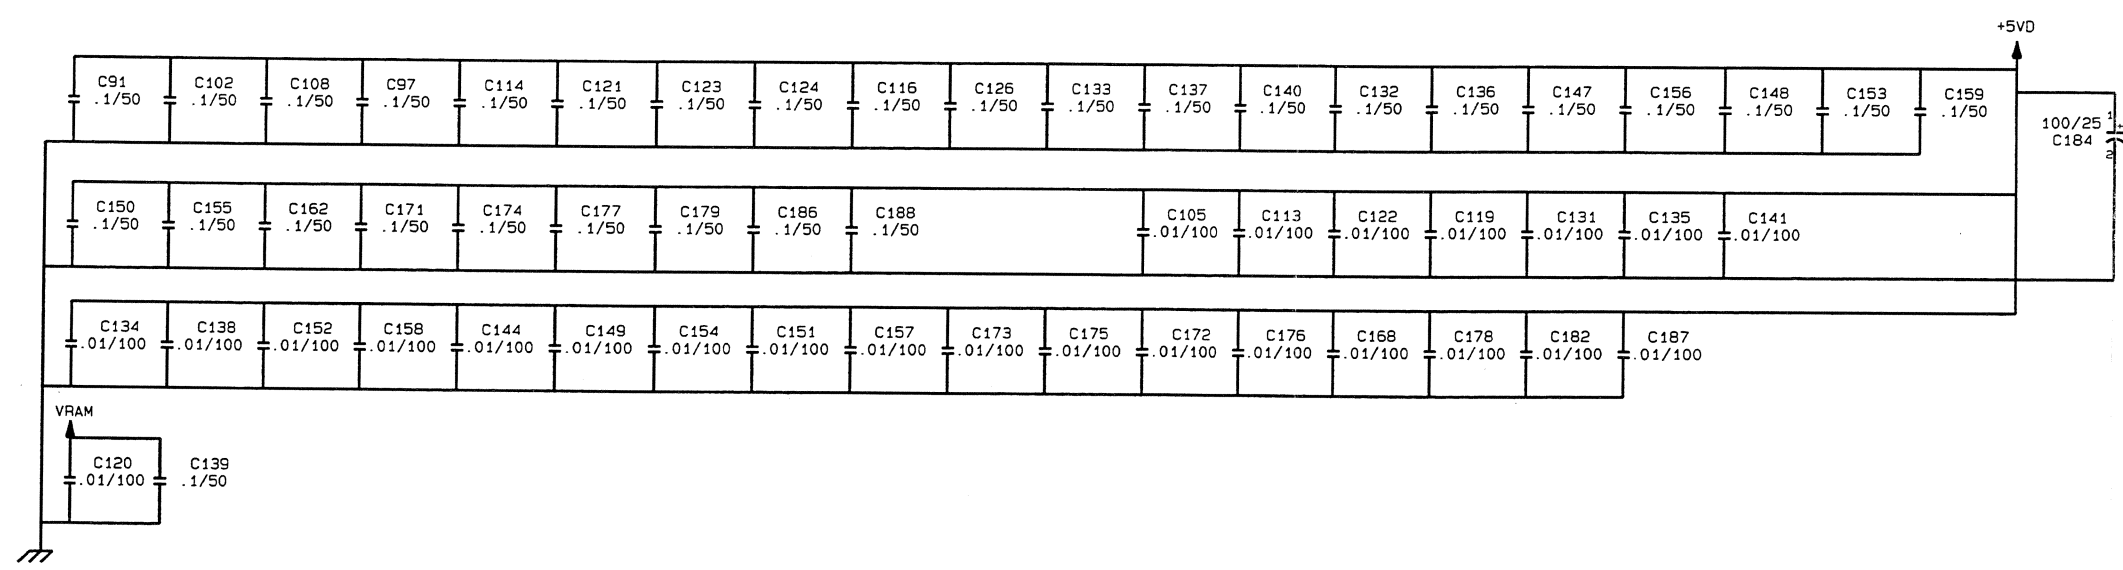 +5VD
C91 C102 C108 C97 C114 C121 C123 C124 C116 C126 C133 C137 C140 C132 C136 C147 C156 C148 C153 C159
.1/50 .1/50 .1/50 .1/50 .1/50 .1/50 .1/50 .1/50 .1/50 .1/50 .1/50 .1/50 .1/50 .1/50 .1/50 .1/50 .1/50 .1/50 .1/50 .1/50
1
100/25 +
C184
2
C150 C155 C162 C171 C174 C177 C179 C186 C188 C105 C113 C122 C119 C131 C135 C141
.1/50 .1/50 .1/50 .1/50 .1/50 .1/50 .1/50 .1/50 .1/50 .01/100 .01/100 .01/100 .01/100 .01/100 .01/100 .01/100
C134 C138 C152 C158 C144 C149 C154 C151 C157 C173 C175 C172 C176 C168 C178 C182 C187
.01/100 .01/100 .01/100 .01/100 .01/100 .01/100 .01/100 .01/100 .01/100 .01/100 .01/100 .01/100 .01/100 .01/100 .01/100 .01/100 .01/100
VRAM
C120 C139
.01/100 .1/50